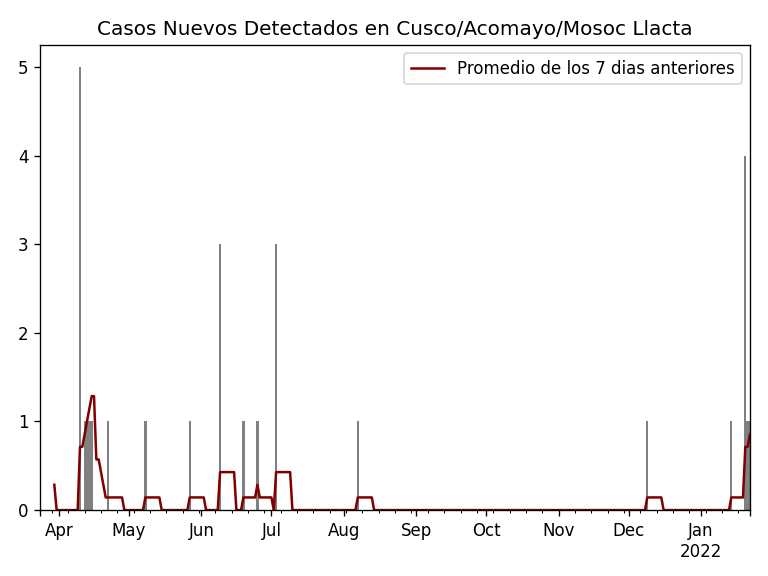 Casos Nuevos Detectados en Cusco/Acomayo/Mosoc Llacta
Promedio de los 7 dias anteriores
5
4
3
2
1
0
Apr May Jun Jul Aug Sep Oct Nov Dec Jan
2022